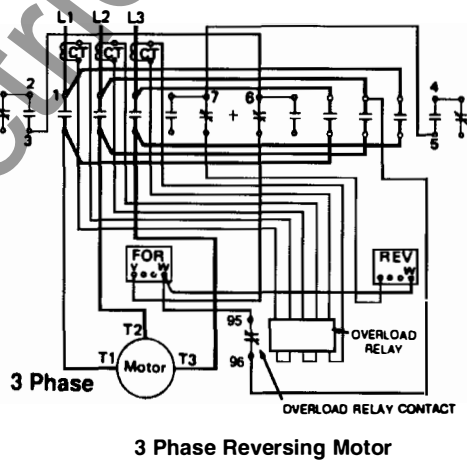 L1 L2 L3
CT CT
2 1 7 6 4
+
3 5
FOR REV
V W W
95
T2 OVERLOAD
RELAY
T1 Motor T3 96
3 Phase
OVERLOAD RELAY CONTACT
3 Phase Reversing Motor